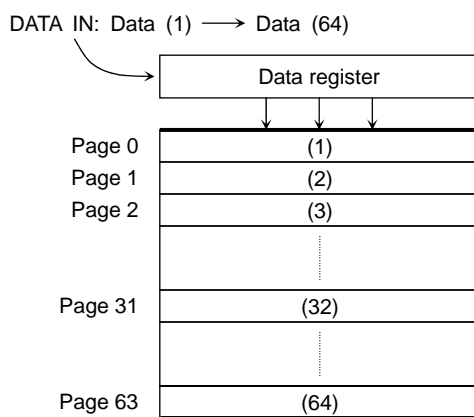 DATA IN: Data (1) → Data (64)
Data register
Page 0 (1)
Page 1 (2)
Page 2 (3)
Page 31 (32)
Page 63 (64)